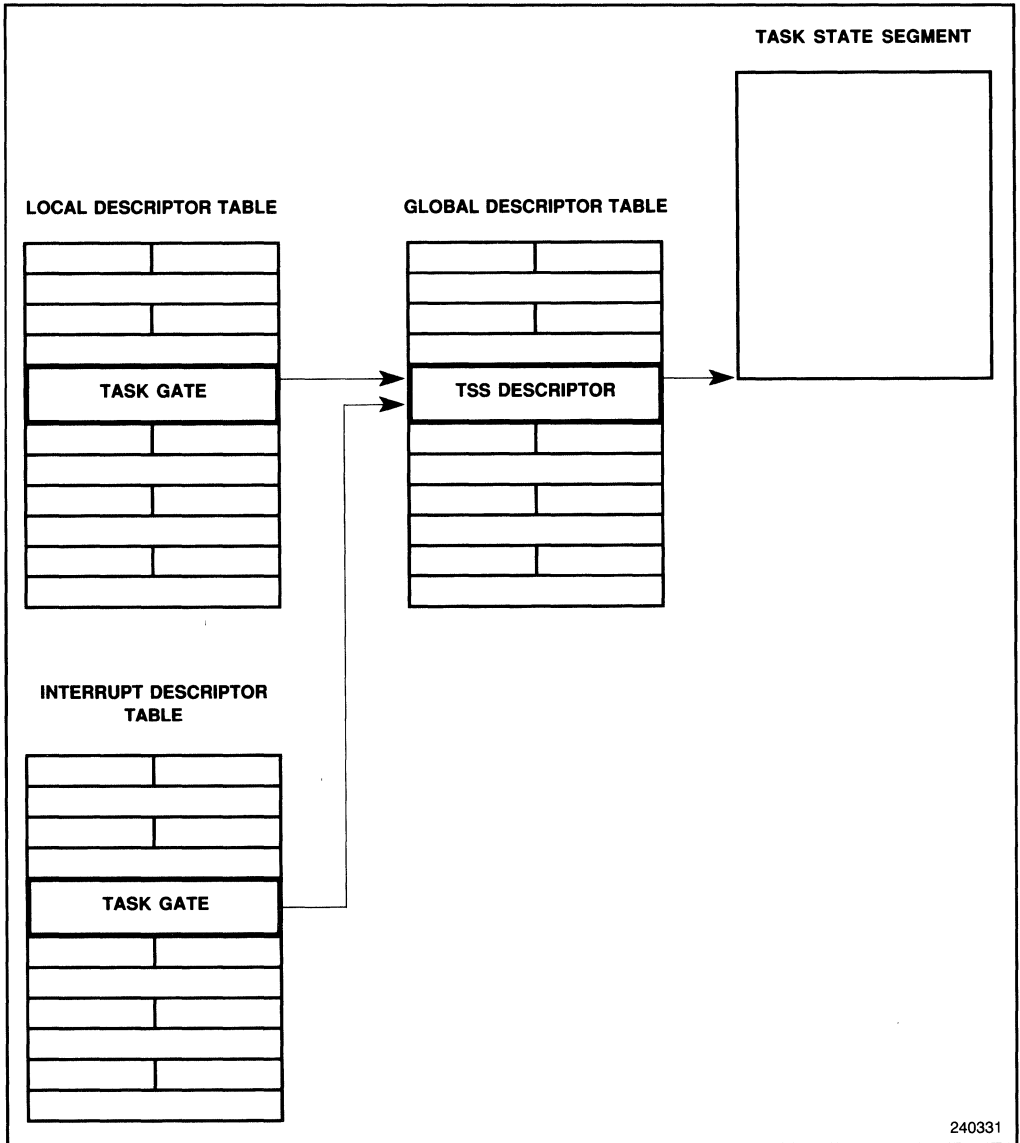 TASK STATE SEGMENT
LOCAL DESCRIPTOR TABLE
GLOBAL DESCRIPTOR TABLE
TASK GATE
TSS DESCRIPTOR
INTERRUPT DESCRIPTOR
TABLE
TASK GATE
240331